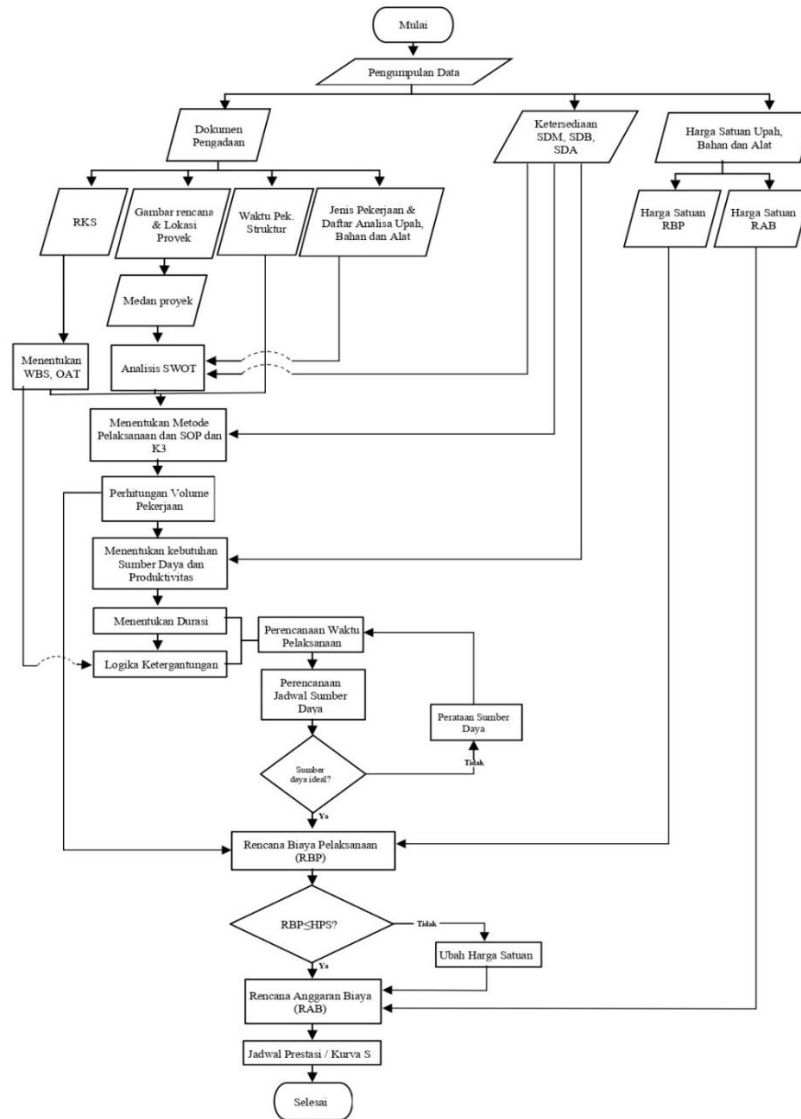 Mulai
Pengumpulan Data
Dokumen
Pengadaan
Ketersediaan
SDM, SDB,
SDA
Harga Satuan Upah,
Bahan dan Alat
RKS
Gambar rencana
& Lokasi
Proyek
Waktu Pek.
Struktur
Jenis Pekerjaan &
Daftar Analisa Upah,
Bahan dan Alat
Harga Satuan
RBP
Harga Satuan
RAB
Medan proyek
Menentukan
WBS, OAT
Analisis SWOT
Menentukan Metode
Pelaksanaan dan SOP dan
K3
Perhitungan Volume
Pekerjaan
Menentukan kebutuhan
Sumber Daya dan
Produktivitas
Menentukan Durasi
Logika Ketergantungan
Perencanaan Waktu
Pelaksanaan
Perencanaan
Jadwal Sumber
Daya
Perataan Sumber
Daya
Sumber
daya ideal?
Tidak
Ya
Rencana Biaya Pelaksanaan
(RBP)
RBP≤HPS?
Tidak
Ubah Harga Satuan
Ya
Rencana Anggaran Biaya
(RAB)
Jadwal Prestasi / Kurva S
Selesai